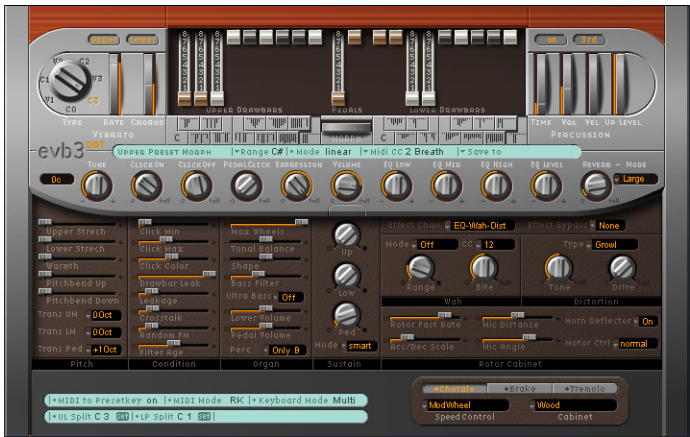 Upper Lower
on 3rd
V2 C2
C1 V3
V1 C3
C0
Type Rate Chorus
Vibrato
Upper Drawbars Pedals Lower Drawbars
Morph
Time Vol Vel Up Level
Percussion
evb3
Upper Preset Morph Range C# Mode linear Midi CC 2 Breath Save to
Tune Click On Click Off PedalClick Expression Volume EQ Low EQ Mid EQ High EQ Level Reverb - Mode
0c Large
Upper Strech Click Min Max Wheels Effect Chain EQ-Wah-Dist Effect Bypass None
Lower Strech Click Max Tonal Balance Up Mode Off CC 12 Type Growl
Warmth Click Color Shape
Pitchbend Up Drawbar Leak Bass Filter Low Range Bite Tone Drive
Pitchbend Down Leakage Ultra Bass Off Wah Distortion
Trans UM 0Oct Crosstalk Lower Volume Rotor Fast Rate Mic Distance Horn Deflector On
Trans LM 0Oct Random FM Pedal Volume Ped Acc/Dec Scale Mic Angle Motor Ctrl normal
Trans Ped +1Oct Filter Age Perc Only B Mode smart
Pitch Condition Organ Sustain Rotor Cabinet
MIDI to Presetkey on MIDI Mode RK Keyboard Mode Multi
UL Split C 3 SET LP Split C 1 SET
Chorale Brake Tremolo
ModWheel Wood
Speed Control Cabinet